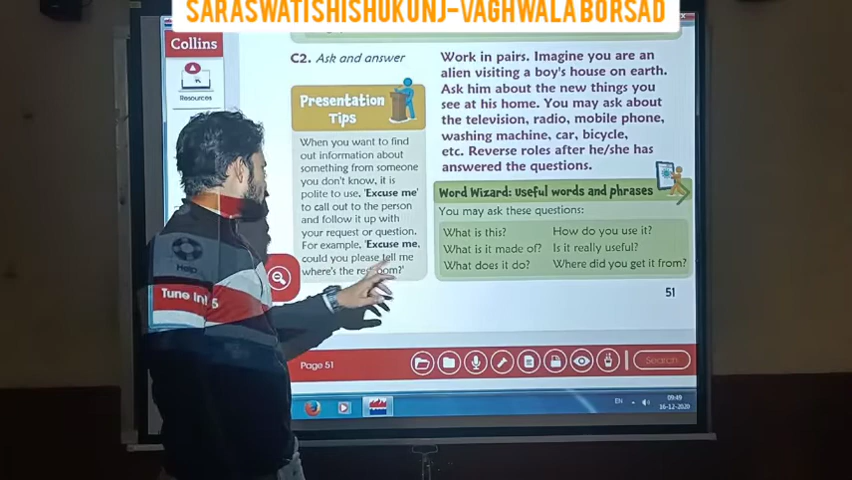 SARASWATISHISHUKUNJ-VAGHWALA BORSAD
Collins
Resources
C2. Ask and answer
Presentation
Tips
When you want to find
out information about
something from someone
you don't know, it is
polite to use, 'Excuse me'
to call out to the person
and follow it up with
your request or question.
For example, 'Excuse me,
could you please tell me
where's the
Work in pairs. Imagine you are an
alien visiting a boy's house on earth.
Ask him about the new things you
see at his home. You may ask about
the television, radio, mobile phone,
washing machine, car, bicycle,
etc. Reverse roles after he/she has
answered the questions.
Word Wizard: Useful words and phrases
You may ask these questions:
What is this? How do you use it?
What is it made of? Is it really useful?
What does it do? Where did you get it from?
51
Help
Tune In! 5
Page 51
Search
EN
09:49
16-12-2020